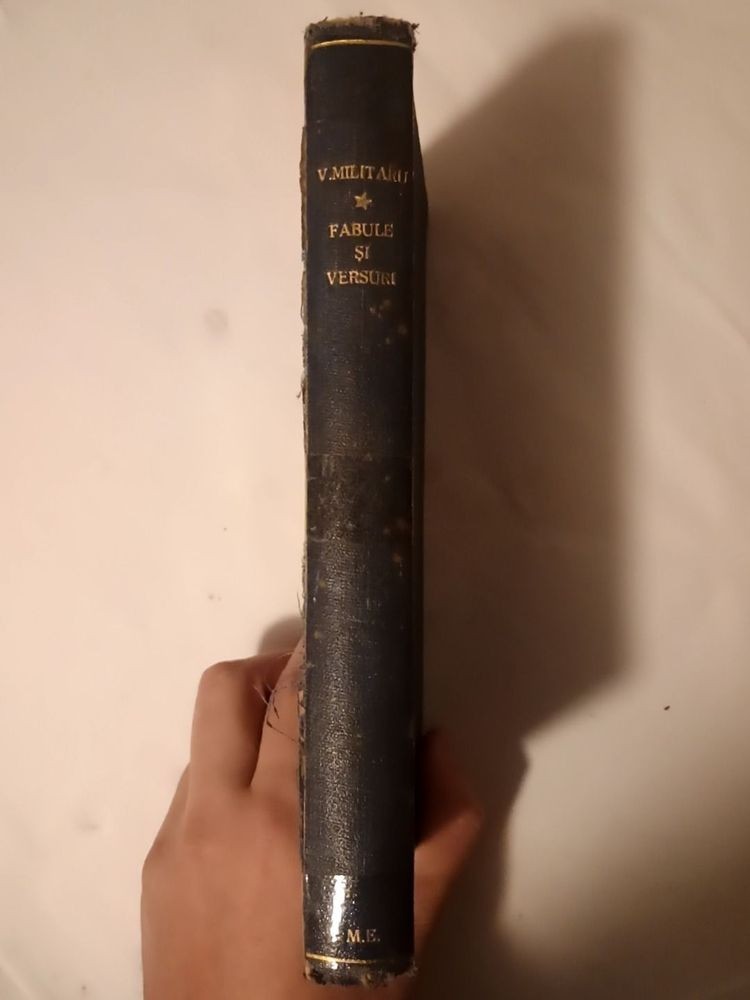 V. MILITARU
FABULE
ȘI
VERSURI
M.E.